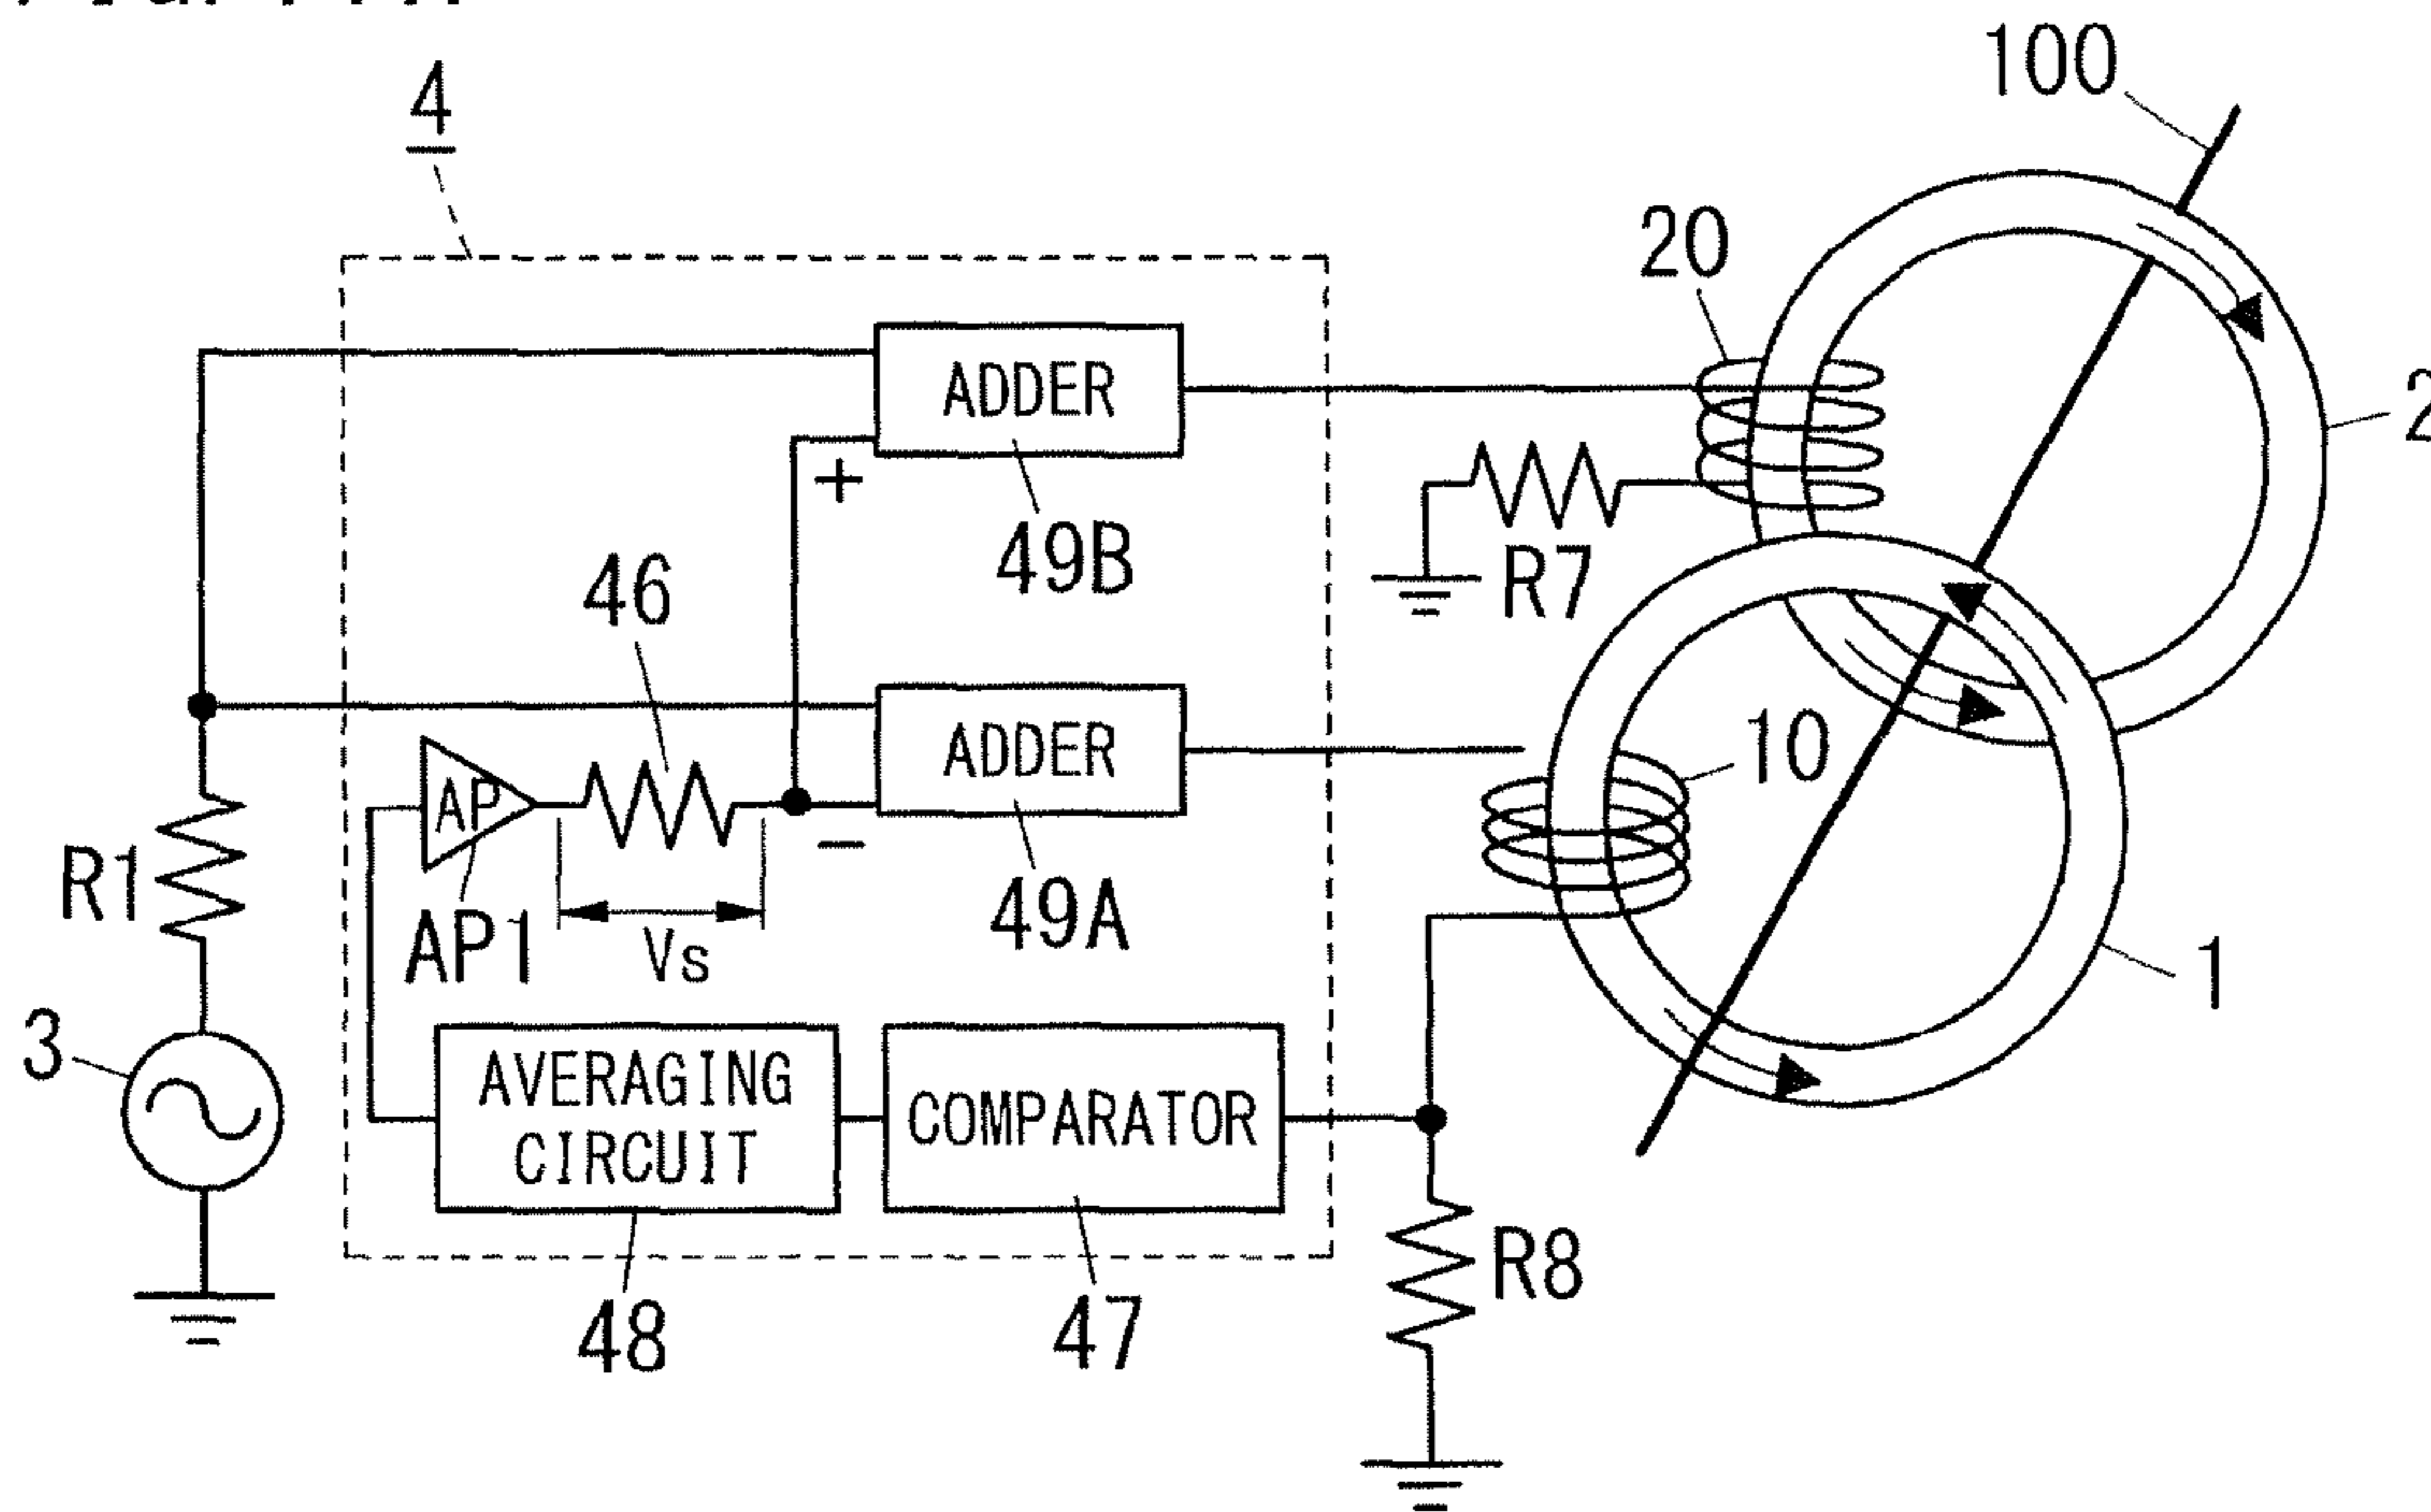 100
4
20
ADDER
2
+
49B
R7
46
ADDER
10
AP
R1
AP1
Vs
−
49A
1
3
AVERAGING
CIRCUIT
COMPARATOR
R8
48
47